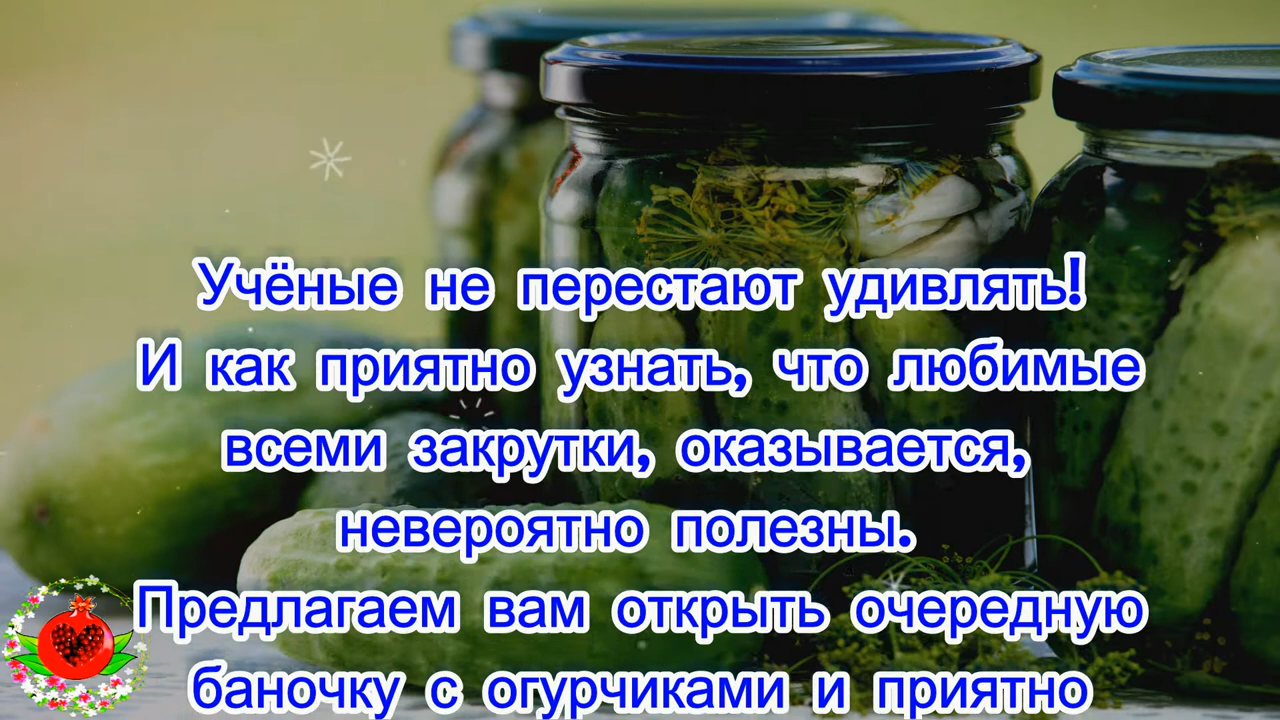 Учёные не перестают удивлять!
И как приятно узнать, что любимые
всеми закрутки, оказывается,
невероятно полезны.
Предлагаем вам открыть очередную
баночку с огурчиками и приятно